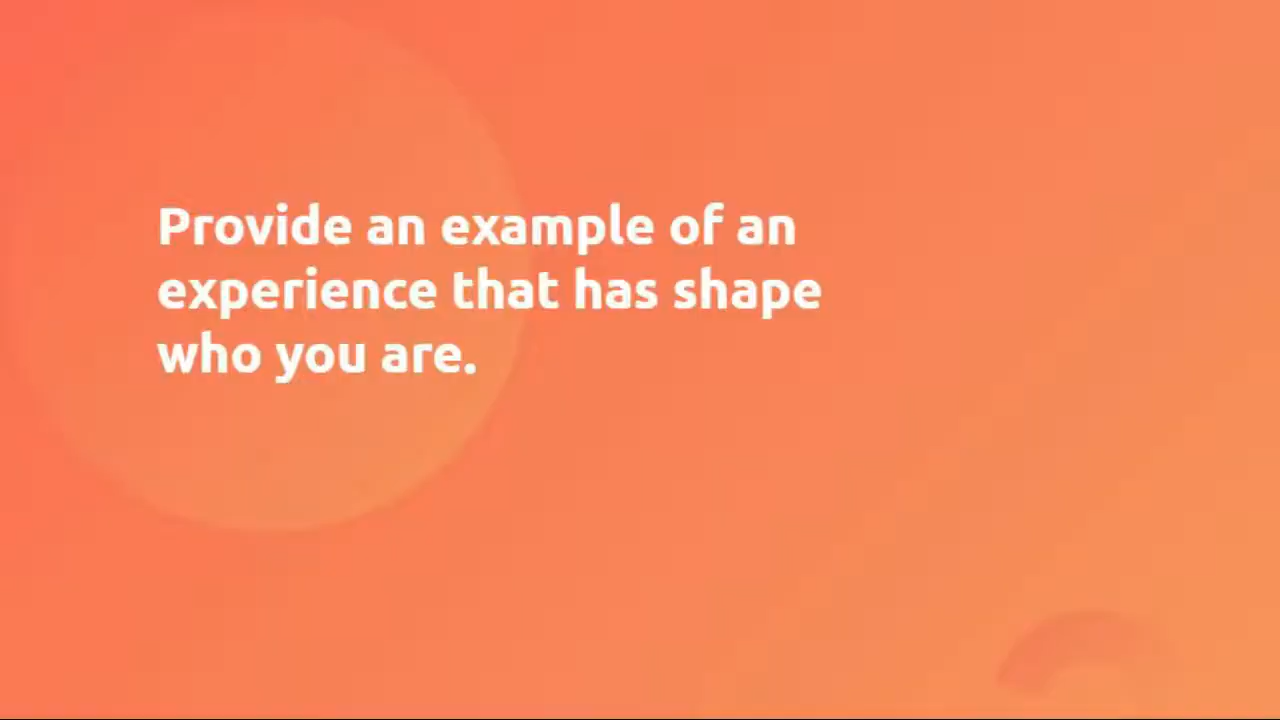 Provide an example of an
experience that has shape
who you are.